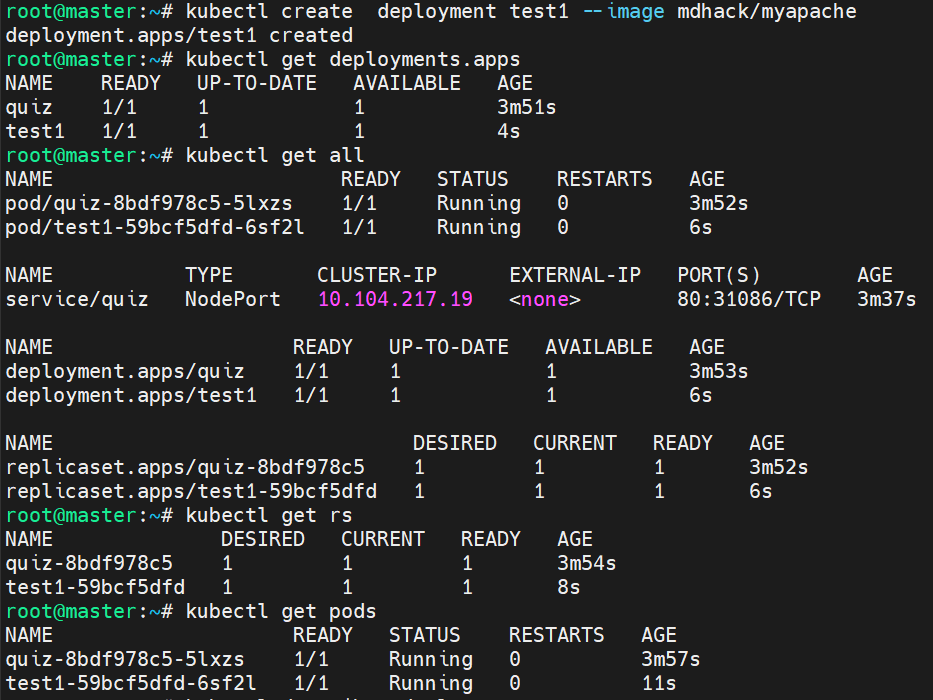 root@master:~# kubectl create  deployment test1 --image mdhack/myapache
deployment.apps/test1 created
root@master:~# kubectl get deployments.apps
NAME    READY   UP-TO-DATE   AVAILABLE   AGE
quiz    1/1     1            1           3m51s
test1   1/1     1            1           4s
root@master:~# kubectl get all
NAME                        READY   STATUS    RESTARTS   AGE
pod/quiz-8bdf978c5-5lxzs    1/1     Running   0          3m52s
pod/test1-59bcf5dfd-6sf2l   1/1     Running   0          6s
NAME           TYPE       CLUSTER-IP      EXTERNAL-IP   PORT(S)        AGE
service/quiz   NodePort   10.104.217.19   <none>        80:31086/TCP   3m37s
NAME                    READY   UP-TO-DATE   AVAILABLE   AGE
deployment.apps/quiz    1/1     1            1           3m53s
deployment.apps/test1   1/1     1            1           6s
NAME                              DESIRED   CURRENT   READY   AGE
replicaset.apps/quiz-8bdf978c5    1         1         1       3m52s
replicaset.apps/test1-59bcf5dfd   1         1         1       6s
root@master:~# kubectl get rs
NAME              DESIRED   CURRENT   READY   AGE
quiz-8bdf978c5    1         1         1       3m54s
test1-59bcf5dfd   1         1         1       8s
root@master:~# kubectl get pods
NAME                    READY   STATUS    RESTARTS   AGE
quiz-8bdf978c5-5lxzs    1/1     Running   0          3m57s
test1-59bcf5dfd-6sf2l   1/1     Running   0          11s